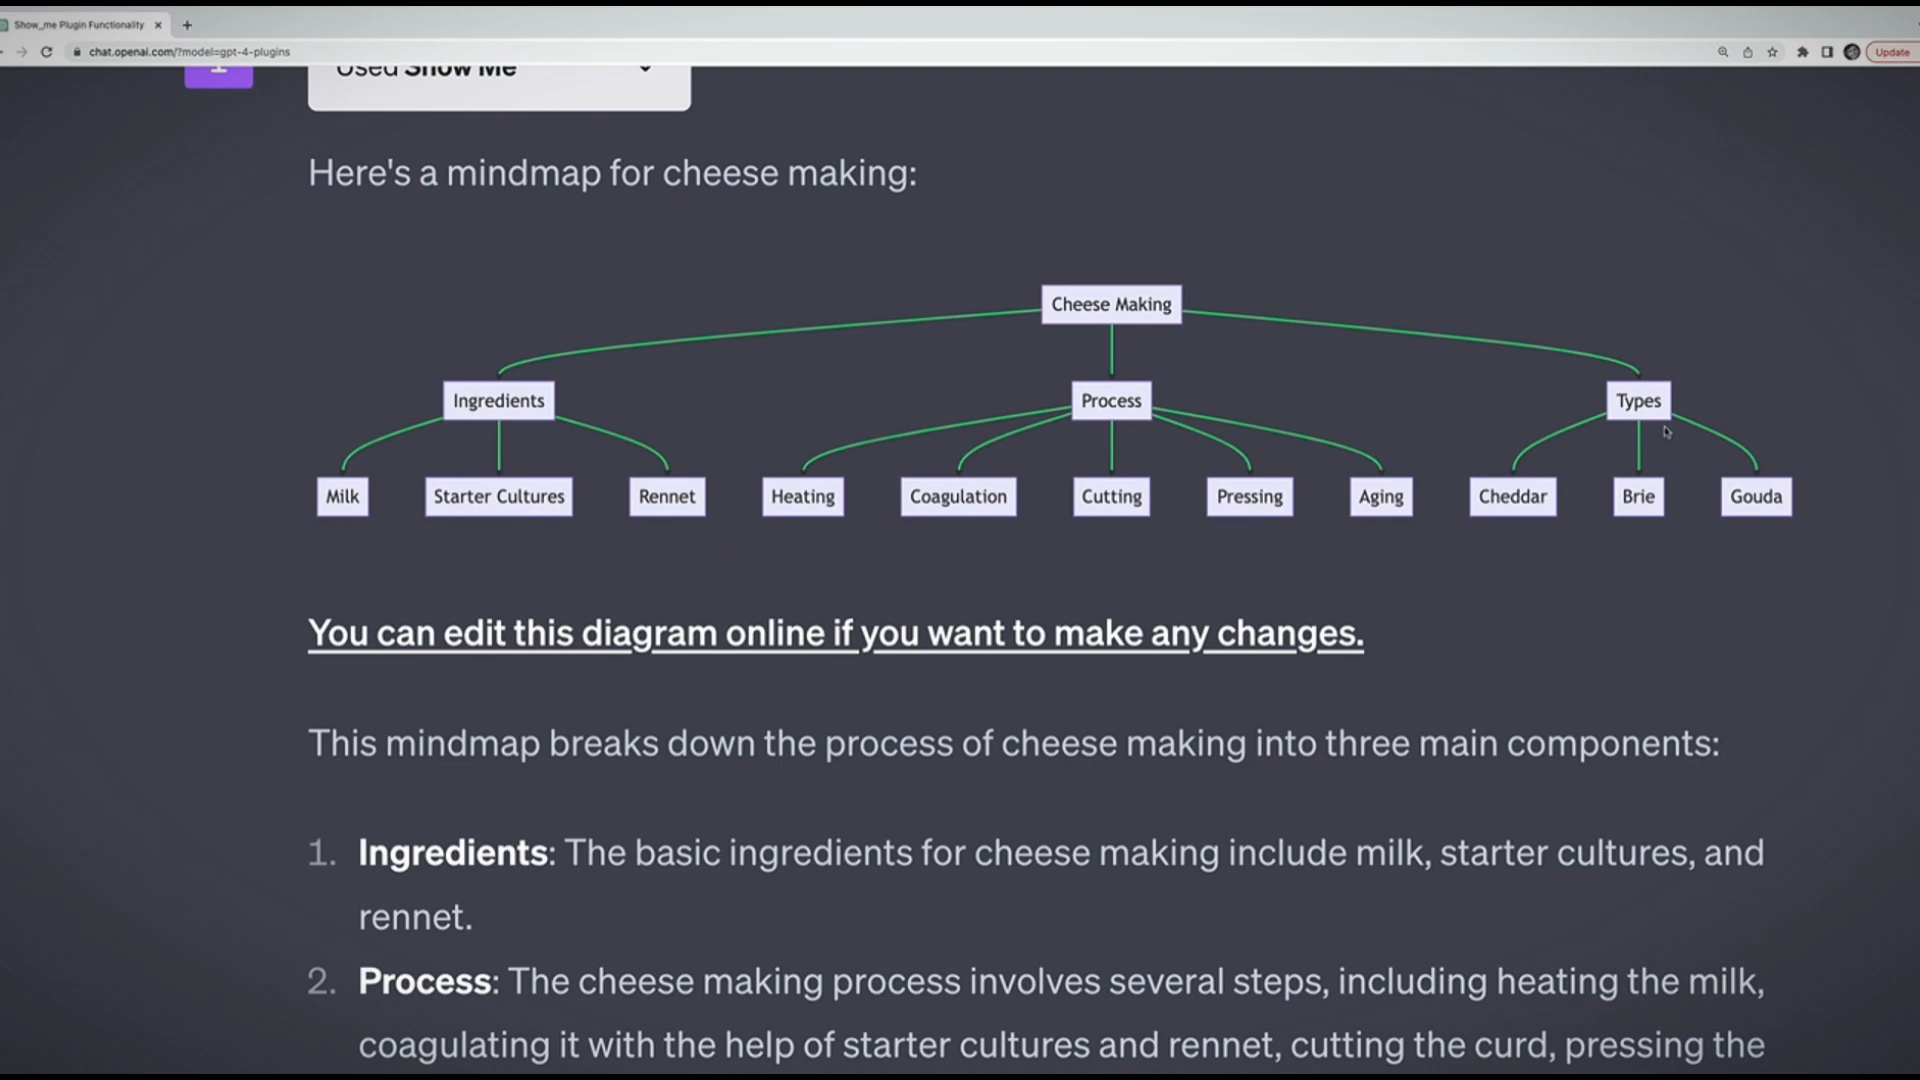 Show_me Plugin Functionality
chat.openai.com/?model=gpt-4-plugins
Update
Used Show Me
Here's a mindmap for cheese making:
Cheese Making
Ingredients Process Types
Milk Starter Cultures Rennet Heating Coagulation Cutting Pressing Aging Cheddar Brie Gouda
You can edit this diagram online if you want to make any changes.
This mindmap breaks down the process of cheese making into three main components:
1. Ingredients: The basic ingredients for cheese making include milk, starter cultures, and
rennet.
2. Process: The cheese making process involves several steps, including heating the milk,
coagulating it with the help of starter cultures and rennet, cutting the curd, pressing the